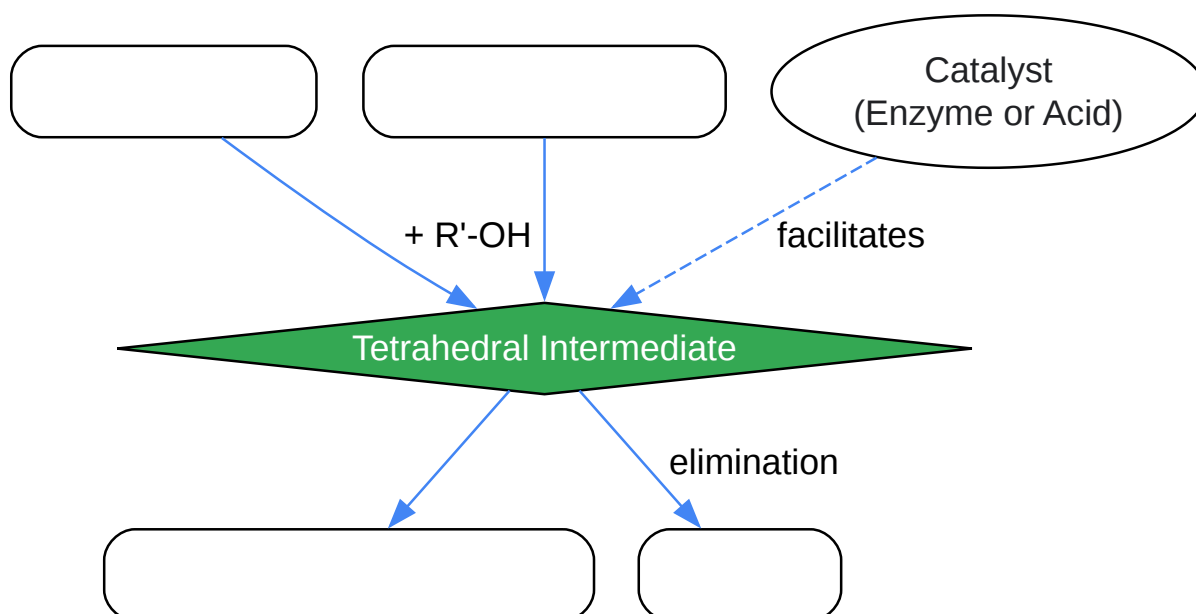 Catalyst
(Enzyme or Acid)
+ R'-OH
facilitates
Tetrahedral Intermediate
elimination